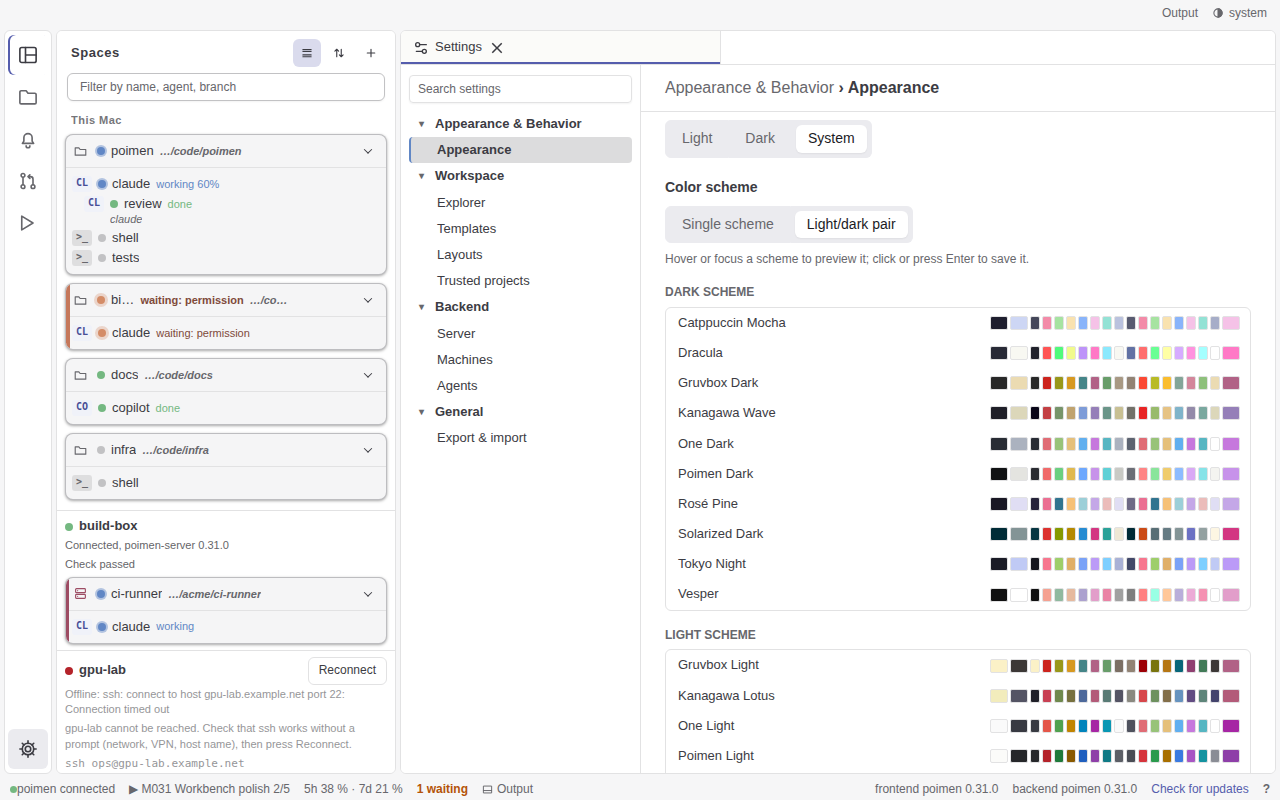 Output system
Spaces
Filter by name, agent, branch
This Mac
poimen …/code/poimen
CL claude working 60%
CL review done
claude
>_ shell
>_ tests
bi… waiting: permission …/co…
CL claude waiting: permission
docs …/code/docs
CO copilot done
infra …/code/infra
>_ shell
build-box
Connected, poimen-server 0.31.0
Check passed
ci-runner …/acme/ci-runner
CL claude working
gpu-lab Reconnect
Offline: ssh: connect to host gpu-lab.example.net port 22:
Connection timed out
gpu-lab cannot be reached. Check that ssh works without a
prompt (network, VPN, host name), then press Reconnect.
ssh ops@gpu-lab.example.net
Settings
Search settings
Appearance & Behavior
Appearance
Workspace
Explorer
Templates
Layouts
Trusted projects
Backend
Server
Machines
Agents
General
Export & import
Appearance & Behavior › Appearance
Light Dark System
Color scheme
Single scheme Light/dark pair
Hover or focus a scheme to preview it; click or press Enter to save it.
DARK SCHEME
Catppuccin Mocha
Dracula
Gruvbox Dark
Kanagawa Wave
One Dark
Poimen Dark
Rosé Pine
Solarized Dark
Tokyo Night
Vesper
LIGHT SCHEME
Gruvbox Light
Kanagawa Lotus
One Light
Poimen Light
poimen connected ▶ M031 Workbench polish 2/5 5h 38 % · 7d 21 % 1 waiting Output frontend poimen 0.31.0 backend poimen 0.31.0 Check for updates ?